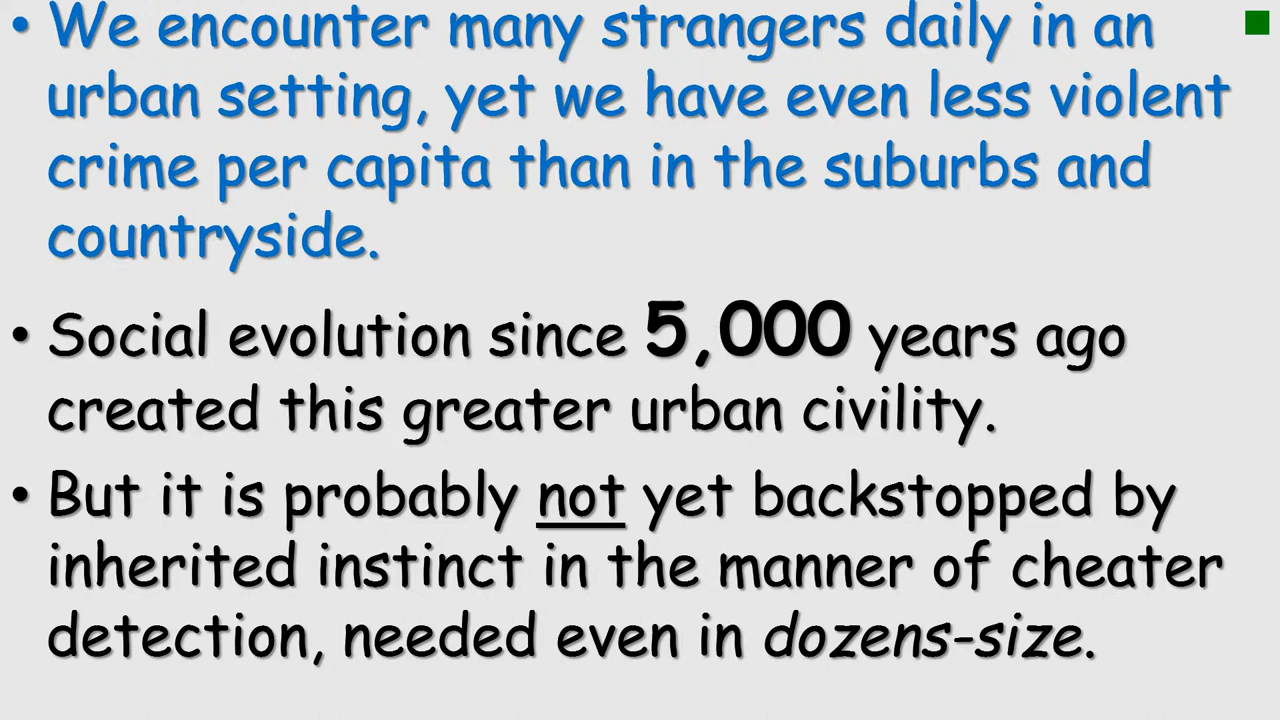 • We encounter many strangers daily in an
urban setting, yet we have even less violent
crime per capita than in the suburbs and
countryside.
• Social evolution since 5,000 years ago
created this greater urban civility.
• But it is probably not yet backstopped by
inherited instinct in the manner of cheater
detection, needed even in dozens-size.